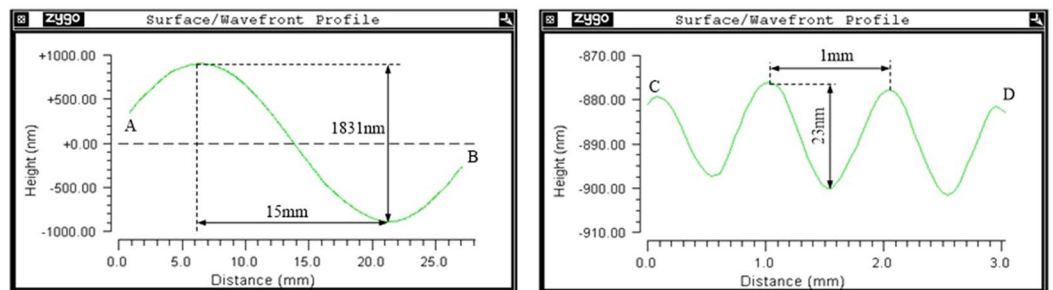 zygo Surface/Wavefront Profile
Height (nm)
+1000.00
+500.00
+0.00
-500.00
-1000.00
A
B
1831nm
15mm
0.0 5.0 10.0 15.0 20.0 25.0
Distance (mm)
zygo Surface/Wavefront Profile
Height (nm)
-870.00
-880.00
-890.00
-900.00
-910.00
C
D
1mm
23nm
0.0 1.0 2.0 3.0
Distance (mm)